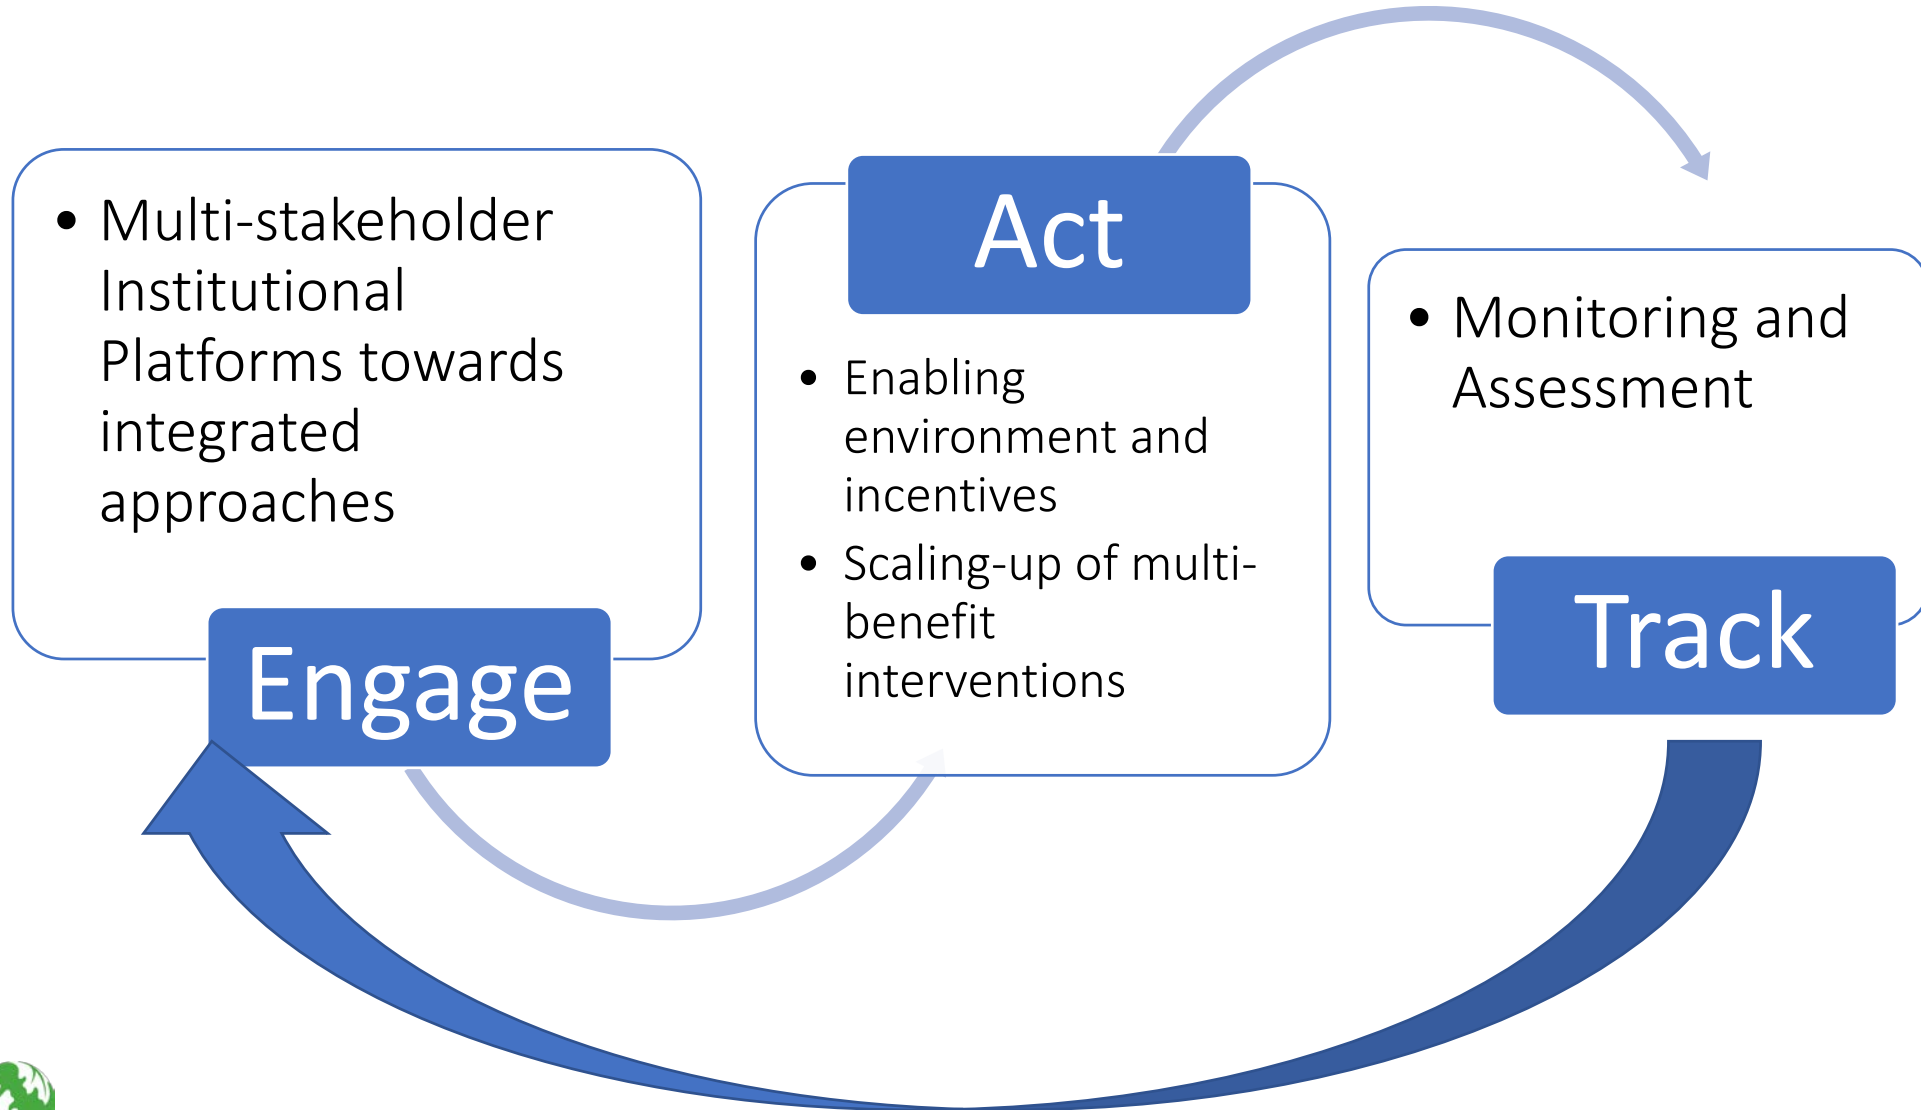 • Multi-stakeholder
Institutional
Platforms towards
integrated
approaches
Engage
Act
• Enabling
environment and
incentives
• Scaling-up of multi-
benefit
interventions
• Monitoring and
Assessment
Track